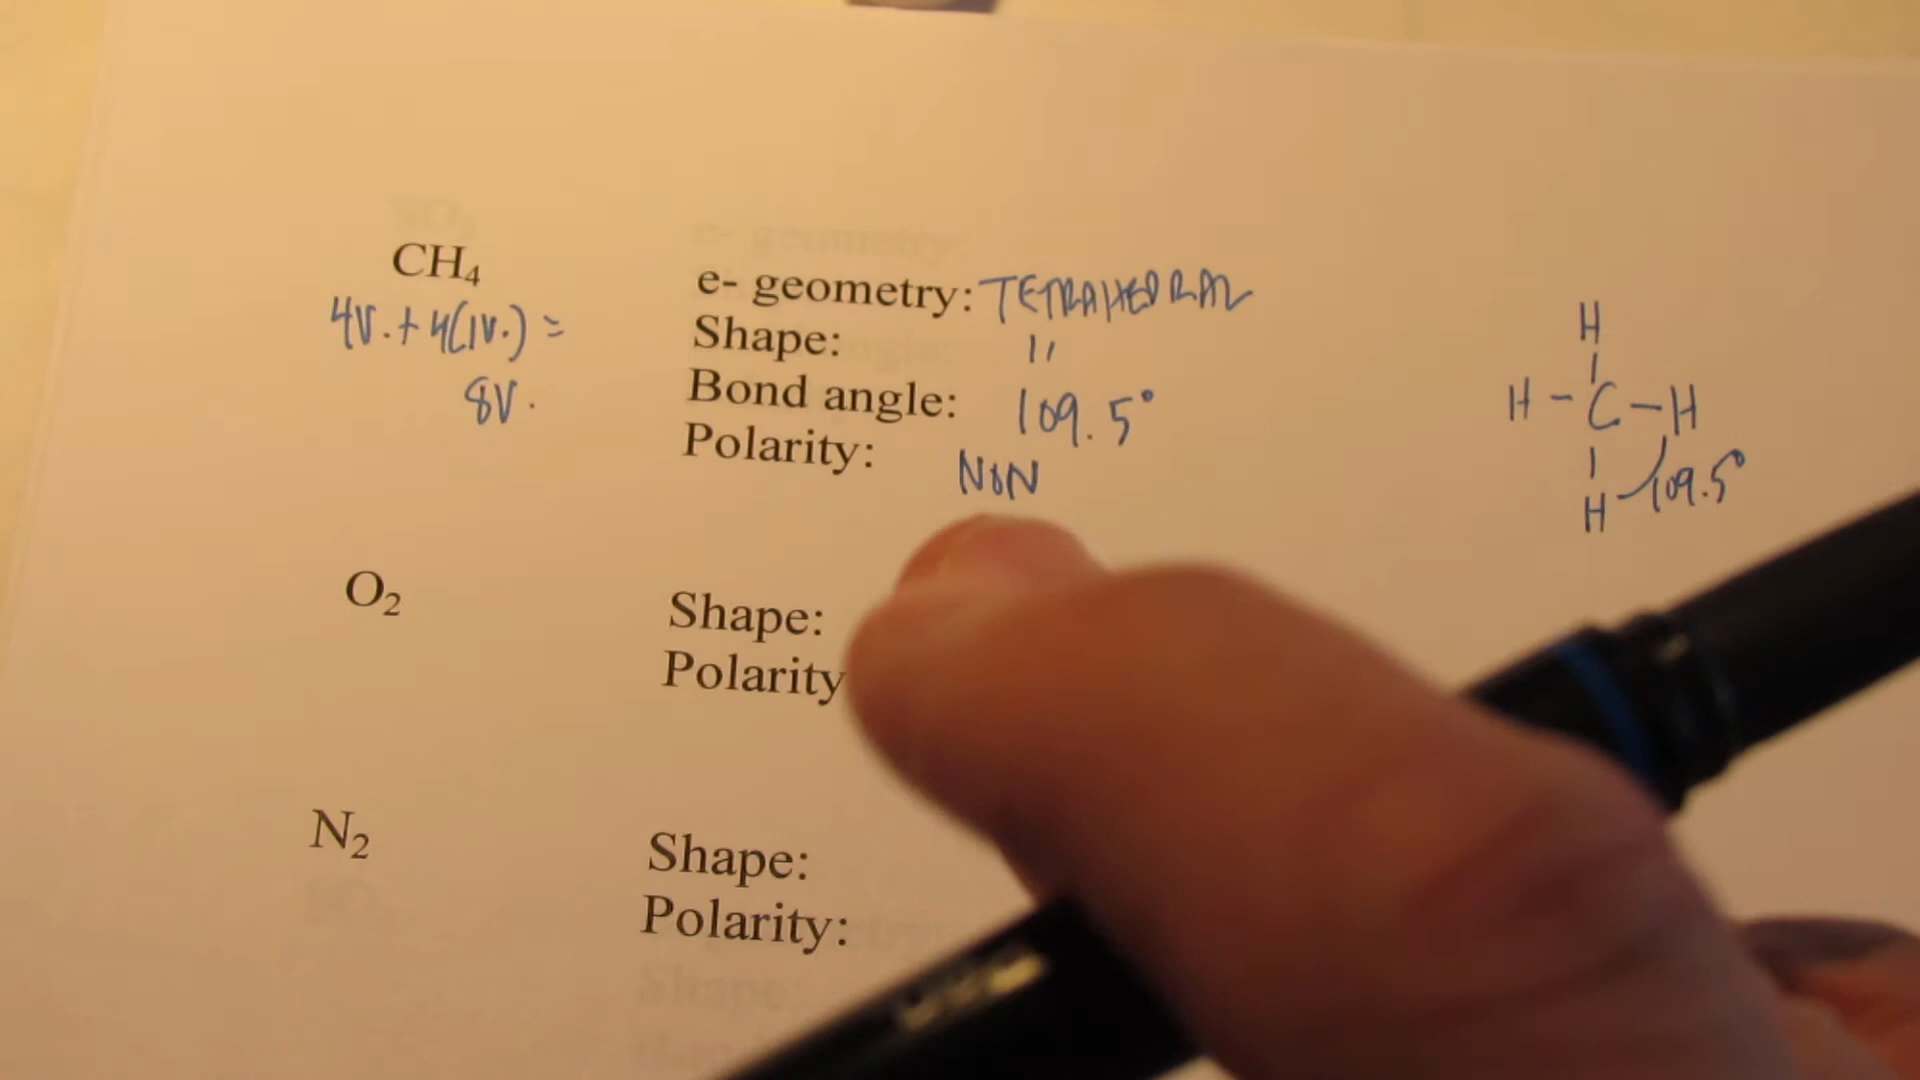 CH₄
4V. + 4(1V.) =
8V.
e- geometry: TETRAHEDRAL
Shape: 11
Bond angle: 109.5°
Polarity: NON
H
H - C - H
H 109.5°
O₂
Shape:
Polarity
N₂
Shape:
Polarity: